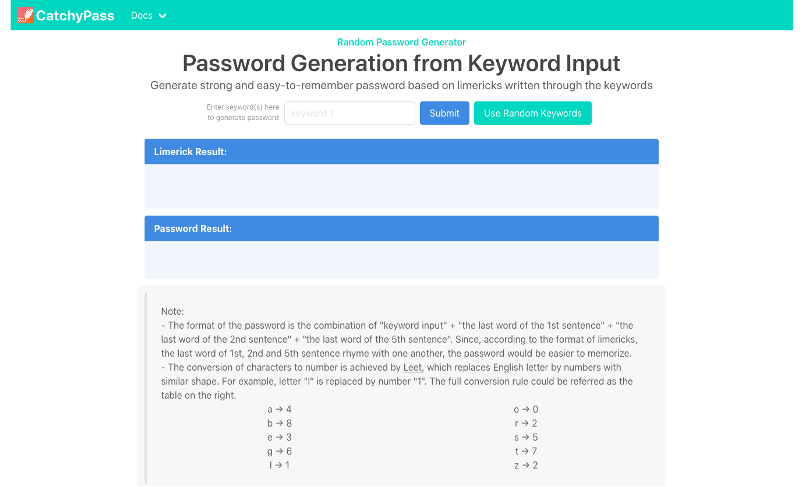 CatchyPass Docs
Random Password Generator
Password Generation from Keyword Input
Generate strong and easy-to-remember password based on limericks written through the keywords
Enter keyword(s) here
to generate password
keyword 1
Submit
Use Random Keywords
Limerick Result:
Password Result:
Note:
- The format of the password is the combination of "keyword input" + "the last word of the 1st sentence" + "the
last word of the 2nd sentence" + "the last word of the 5th sentence". Since, according to the format of limericks,
the last word of 1st, 2nd and 5th sentence rhyme with one another, the password would be easier to memorize.
- The conversion of characters to number is achieved by Leet, which replaces English letter by numbers with
similar shape. For example, letter "l" is replaced by number "1". The full conversion rule could be referred as the
table on the right.
a → 4 o → 0
b → 8 r → 2
e → 3 s → 5
g → 6 t → 7
l → 1 z → 2